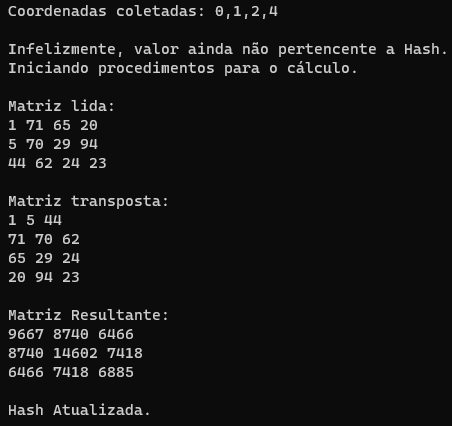 Coordenadas coletadas: 0,1,2,4
Infelizmente, valor ainda não pertencente a Hash.
Iniciando procedimentos para o cálculo.
Matriz lida:
1 71 65 20
5 70 29 94
44 62 24 23
Matriz transposta:
1 5 44
71 70 62
65 29 24
20 94 23
Matriz Resultante:
9667 8740 6466
8740 14602 7418
6466 7418 6885
Hash Atualizada.